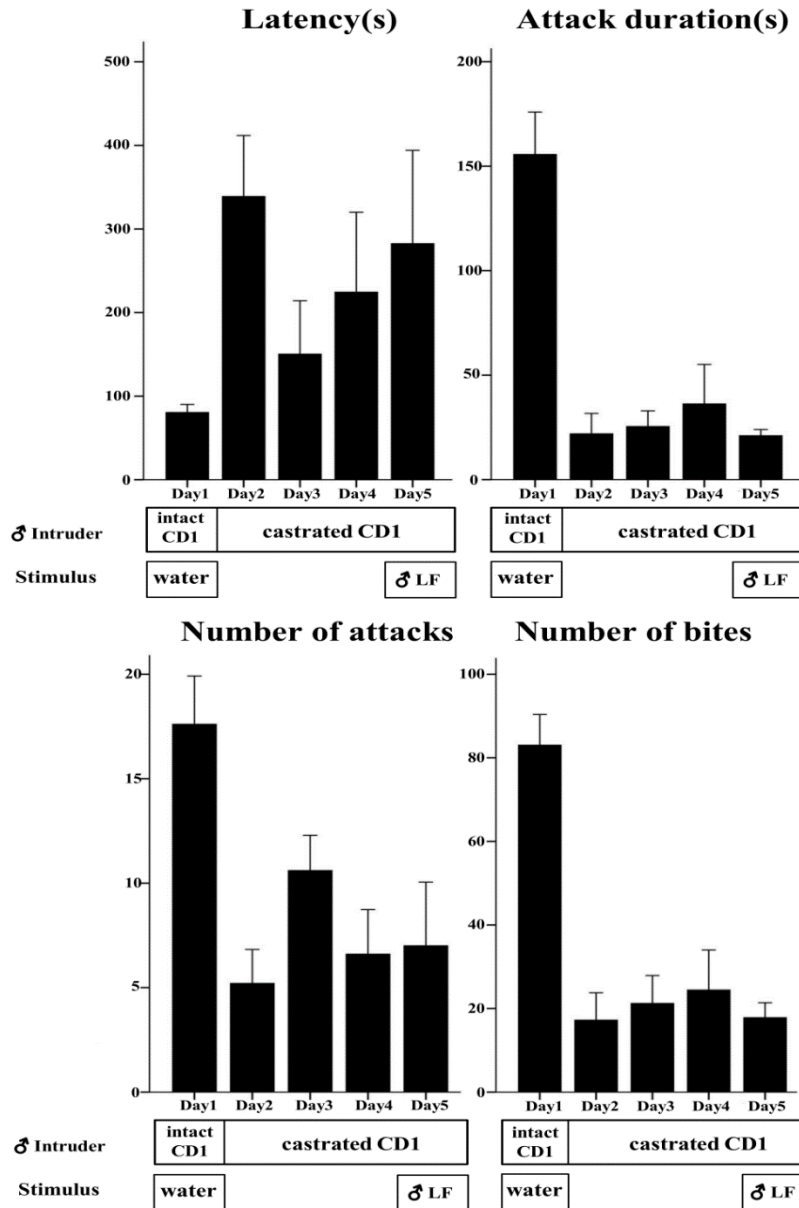 Latency(s)
500
400
300
200
100
0
Day1 Day2 Day3 Day4 Day5
♂ Intruder
intact
CD1
castrated CD1
Stimulus
water
♂ LF
Attack duration(s)
200
150
100
50
0
Day1 Day2 Day3 Day4 Day5
intact
CD1
castrated CD1
water
♂ LF
Number of attacks
20
15
10
5
0
Day1 Day2 Day3 Day4 Day5
♂ Intruder
intact
CD1
castrated CD1
Stimulus
water
♂ LF
Number of bites
100
80
60
40
20
0
Day1 Day2 Day3 Day4 Day5
intact
CD1
castrated CD1
water
♂ LF